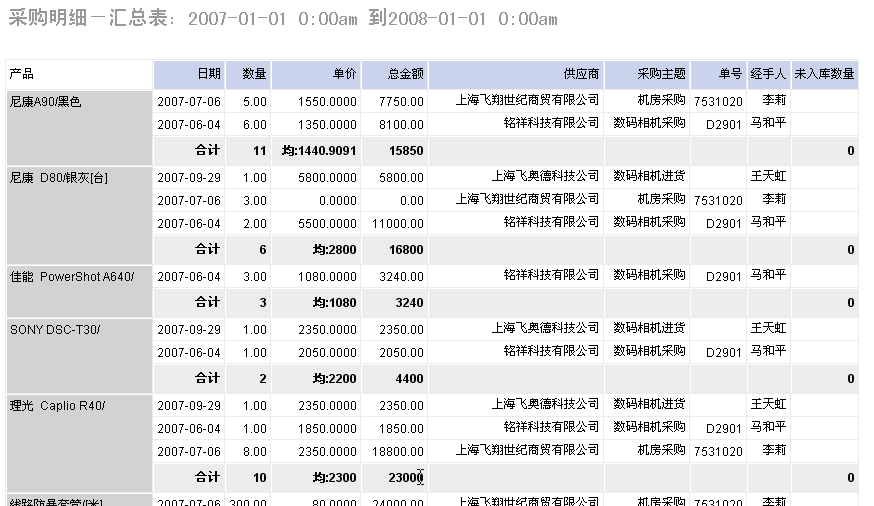 采购明细－汇总表: 2007-01-01 0:00am 到2008-01-01 0:00am
产品 日期 数量 单价 总金额 供应商 采购主题 单号 经手人 未入库数量
尼康A90/黑色 2007-07-06 5.00 1550.0000 7750.00 上海飞翔世纪商贸有限公司 机房采购 7531020 李莉
2007-06-04 6.00 1350.0000 8100.00 铭祥科技有限公司 数码相机采购 D2901 马和平
合计 11 均:1440.9091 15850 0
尼康 D80/银灰[台] 2007-09-29 1.00 5800.0000 5800.00 上海飞奥德科技公司 数码相机进货 王天虹
2007-07-06 3.00 0.0000 0.00 上海飞翔世纪商贸有限公司 机房采购 7531020 李莉
2007-06-04 2.00 5500.0000 11000.00 铭祥科技有限公司 数码相机采购 D2901 马和平
合计 6 均:2800 16800 0
佳能 PowerShot A640/ 2007-06-04 3.00 1080.0000 3240.00 铭祥科技有限公司 数码相机采购 D2901 马和平
合计 3 均:1080 3240 0
SONY DSC-T30/ 2007-09-29 1.00 2350.0000 2350.00 上海飞奥德科技公司 数码相机进货 王天虹
2007-06-04 1.00 2050.0000 2050.00 铭祥科技有限公司 数码相机采购 D2901 马和平
合计 2 均:2200 4400 0
理光 Caplio R40/ 2007-09-29 1.00 2350.0000 2350.00 上海飞奥德科技公司 数码相机进货 王天虹
2007-06-04 1.00 1850.0000 1850.00 铭祥科技有限公司 数码相机采购 D2901 马和平
2007-07-06 8.00 2350.0000 18800.00 上海飞翔世纪商贸有限公司 机房采购 7531020 李莉
合计 10 均:2300 23000 0
线路防暴套管/[米] 2007-07-06 300.00 80.0000 24000.00 上海飞翔世纪商贸有限公司 机房采购 7531020 李莉